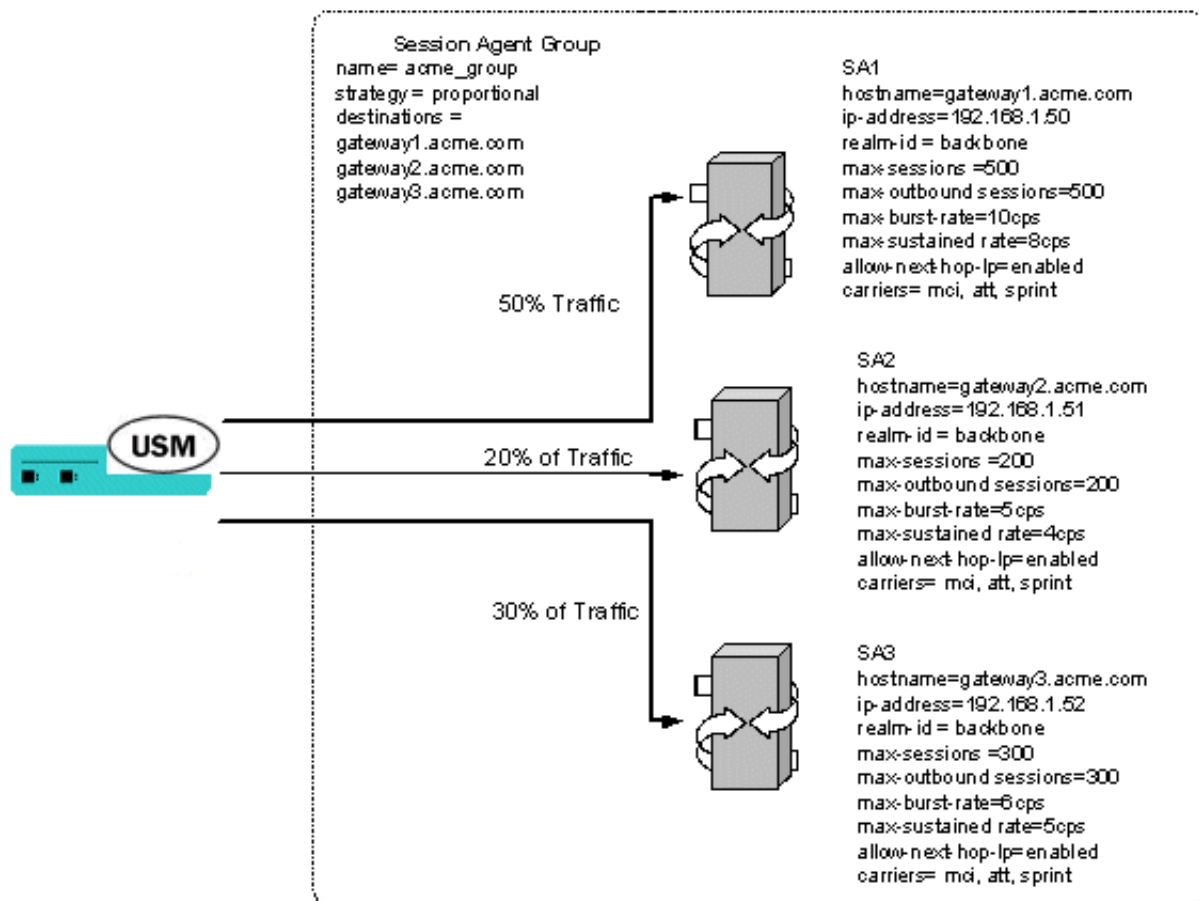 Session Agent Group
name= acme_group
strategy = proportional
destinations =
gateway1.acme.com
gateway2.acme.com
gateway3.acme.com
SA1
hostname=gateway1.acme.com
ip-address=192.168.1.50
realm-id = backbone
max-sessions =500
max-outbound sessions=500
max-burst-rate=10cps
max-sustained rate=8cps
allow-next-hop-lp=enabled
carriers= mci, att, sprint
50% Traffic
SA2
hostname=gateway2.acme.com
ip-address=192.168.1.51
realm-id = backbone
max-sessions =200
max-outbound sessions=200
max-burst-rate=5cps
max-sustained rate=4cps
allow-next-hop-lp=enabled
carriers= mci, att, sprint
USM
20% of Traffic
30% of Traffic
SA3
hostname=gateway3.acme.com
ip-address=192.168.1.52
realm-id = backbone
max-sessions =300
max-outbound sessions=300
max-burst-rate=6cps
max-sustained rate=5cps
allow-next-hop-lp=enabled
carriers= mci, att, sprint